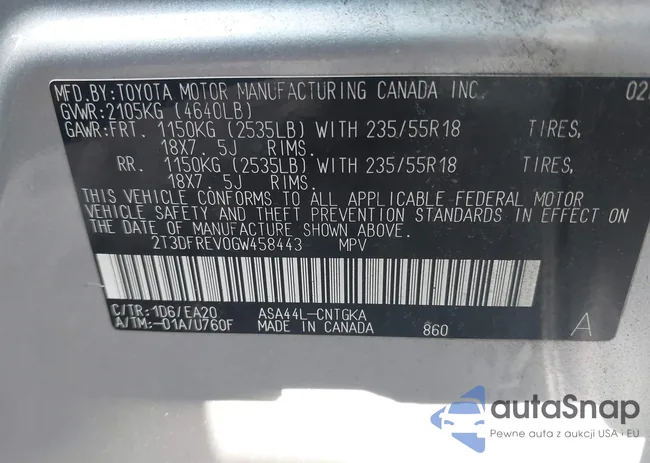 MFD.BY:TOYOTA MOTOR MANUFACTURING CANADA INC.
GVWR:2105KG (4640LB)
GAWR:FRT. 1150KG (2535LB) WITH 235/55R18 TIRES,
18X7.5J RIMS.
RR. 1150KG (2535LB) WITH 235/55R18 TIRES,
18X7.5J RIMS.
THIS VEHICLE CONFORMS TO ALL APPLICABLE FEDERAL MOTOR
VEHICLE SAFETY AND THEFT PREVENTION STANDARDS IN EFFECT ON
THE DATE OF MANUFACTURE SHOWN ABOVE.
2T3DFREV0GW458443 MPV
C/TR:1D6/EA20 ASA44L-CNTGKA
A/TM:-01A/U760F MADE IN CANADA 860 A
autaSnap
Pewne auta z aukcji USA i EU